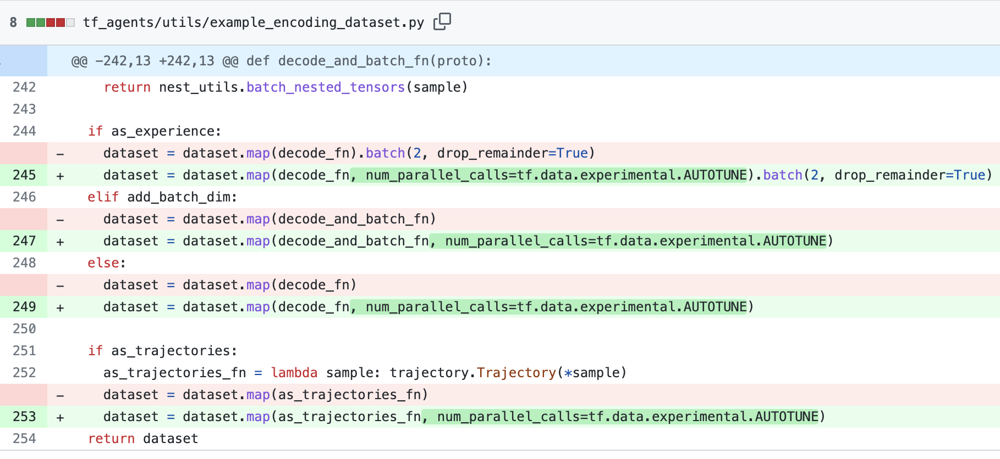 8 tf_agents/utils/example_encoding_dataset.py
@@ -242,13 +242,13 @@ def decode_and_batch_fn(proto):
242     return nest_utils.batch_nested_tensors(sample)
243
244   if as_experience:
-     dataset = dataset.map(decode_fn).batch(2, drop_remainder=True)
245 +     dataset = dataset.map(decode_fn, num_parallel_calls=tf.data.experimental.AUTOTUNE).batch(2, drop_remainder=True)
246   elif add_batch_dim:
-     dataset = dataset.map(decode_and_batch_fn)
247 +     dataset = dataset.map(decode_and_batch_fn, num_parallel_calls=tf.data.experimental.AUTOTUNE)
248   else:
-     dataset = dataset.map(decode_fn)
249 +     dataset = dataset.map(decode_fn, num_parallel_calls=tf.data.experimental.AUTOTUNE)
250
251   if as_trajectories:
252     as_trajectories_fn = lambda sample: trajectory.Trajectory(*sample)
-     dataset = dataset.map(as_trajectories_fn)
253 +     dataset = dataset.map(as_trajectories_fn, num_parallel_calls=tf.data.experimental.AUTOTUNE)
254   return dataset